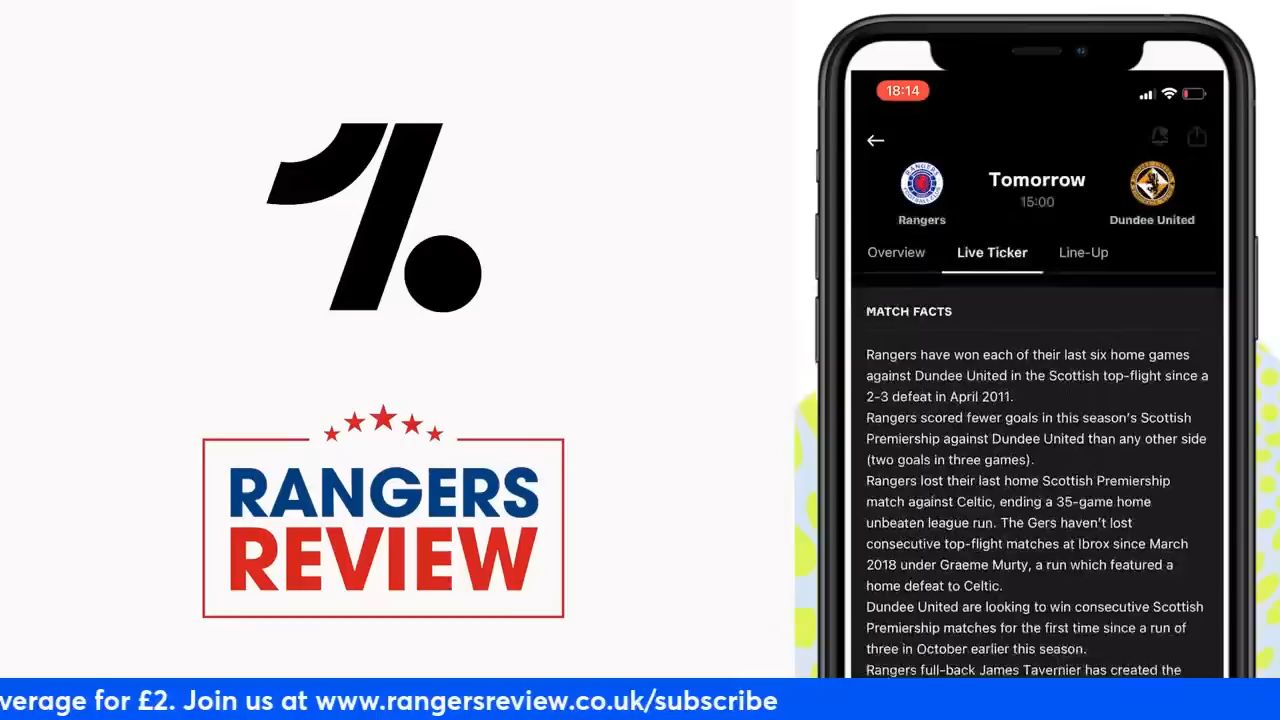 RANGERS
REVIEW
18:14
Tomorrow
15:00
Rangers
Dundee United
Overview
Live Ticker
Line-Up
MATCH FACTS
Rangers have won each of their last six home games
against Dundee United in the Scottish top-flight since a
2-3 defeat in April 2011.
Rangers scored fewer goals in this season's Scottish
Premiership against Dundee United than any other side
(two goals in three games).
Rangers lost their last home Scottish Premiership
match against Celtic, ending a 35-game home
unbeaten league run. The Gers haven't lost
consecutive top-flight matches at Ibrox since March
2018 under Graeme Murty, a run which featured a
home defeat to Celtic.
Dundee United are looking to win consecutive Scottish
Premiership matches for the first time since a run of
three in October earlier this season.
Rangers full-back James Tavernier has created the
verage for £2. Join us at www.rangersreview.co.uk/subscribe